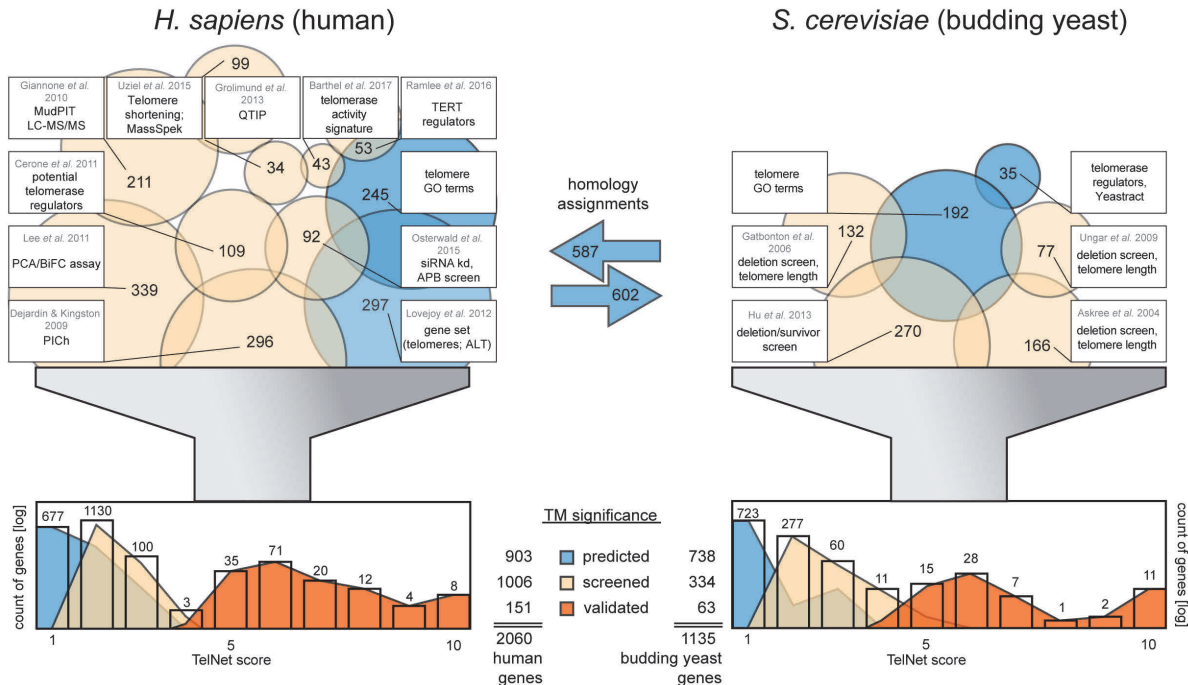 H. sapiens (human)
S. cerevisiae (budding yeast)
99
Giannone et al.
2010
MudPIT
LC-MS/MS
Uziel et al. 2015
Telomere
shortening;
MassSpek
Grolimund et al.
2013
QTIP
Barthel et al. 2017
telomerase
activity
signature
Ramlee et al. 2016
TERT
regulators
211
34
43
53
Cerone et al. 2011
potential
telomerase
regulators
245
telomere
GO terms
109
92
Lee et al. 2011
PCA/BiFC assay
339
Osterwald et al.
2015
siRNA kd,
APB screen
Dejardin & Kingston
2009
PICh
296
297
Lovejoy et al. 2012
gene set
(telomeres; ALT)
homology
assignments
587
602
telomere
GO terms
35
telomerase
regulators,
Yeastract
192
Gatbonton et al.
2006
deletion screen,
telomere length
132
77
Ungar et al. 2009
deletion screen,
telomere length
Hu et al. 2013
deletion/survivor
screen
270
166
Askree et al. 2004
deletion screen,
telomere length
count of genes [log]
677
1130
100
3
35
71
20
12
4
8
1
5
10
TelNet score
TM significance
903 predicted 738
1006 screened 334
151 validated 63
2060 1135
human
genes
budding yeast
genes
723
277
60
11
15
28
7
1
2
11
count of genes [log]
1
5
10
TelNet score